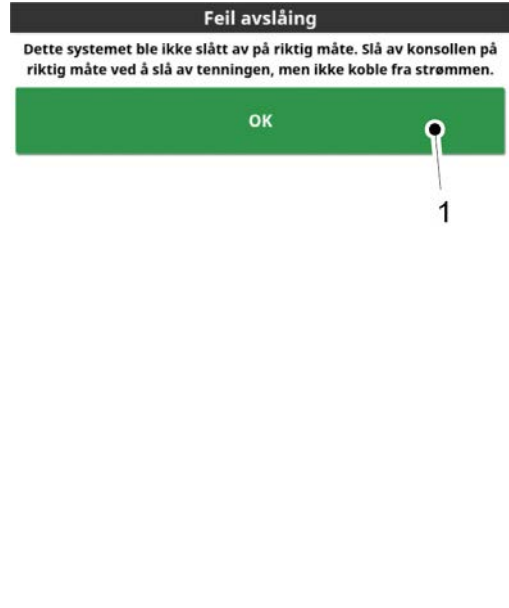 Feil avslåing
Dette systemet ble ikke slått av på riktig måte. Slå av konsollen på
riktig måte ved å slå av tenningen, men ikke koble fra strømmen.
OK
1